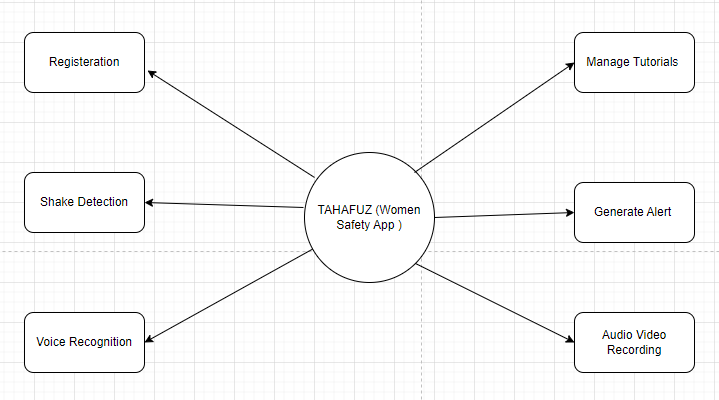 Registeration
Manage Tutorials
Shake Detection
TAHAFUZ (Women
Safety App )
Generate Alert
Voice Recognition
Audio Video
Recording